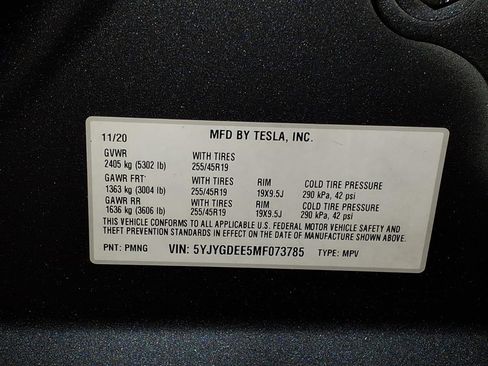 11/20 MFD BY TESLA, INC.
GVWR WITH TIRES
2405 kg (5302 lb) 255/45R19
GAWR FRT WITH TIRES RIM COLD TIRE PRESSURE
1363 kg (3004 lb) 255/45R19 19X9.5J 290 kPa, 42 psi
GAWR RR WITH TIRES RIM COLD TIRE PRESSURE
1636 kg (3606 lb) 255/45R19 19X9.5J 290 kPa, 42 psi
THIS VEHICLE CONFORMS TO ALL APPLICABLE U.S. FEDERAL MOTOR VEHICLE SAFETY AND
THEFT PREVENTION STANDARDS IN EFFECT ON THE DATE OF MANUFACTURE SHOWN ABOVE.
PNT: PMNG VIN: 5YJYGDEE5MF073785 TYPE: MPV